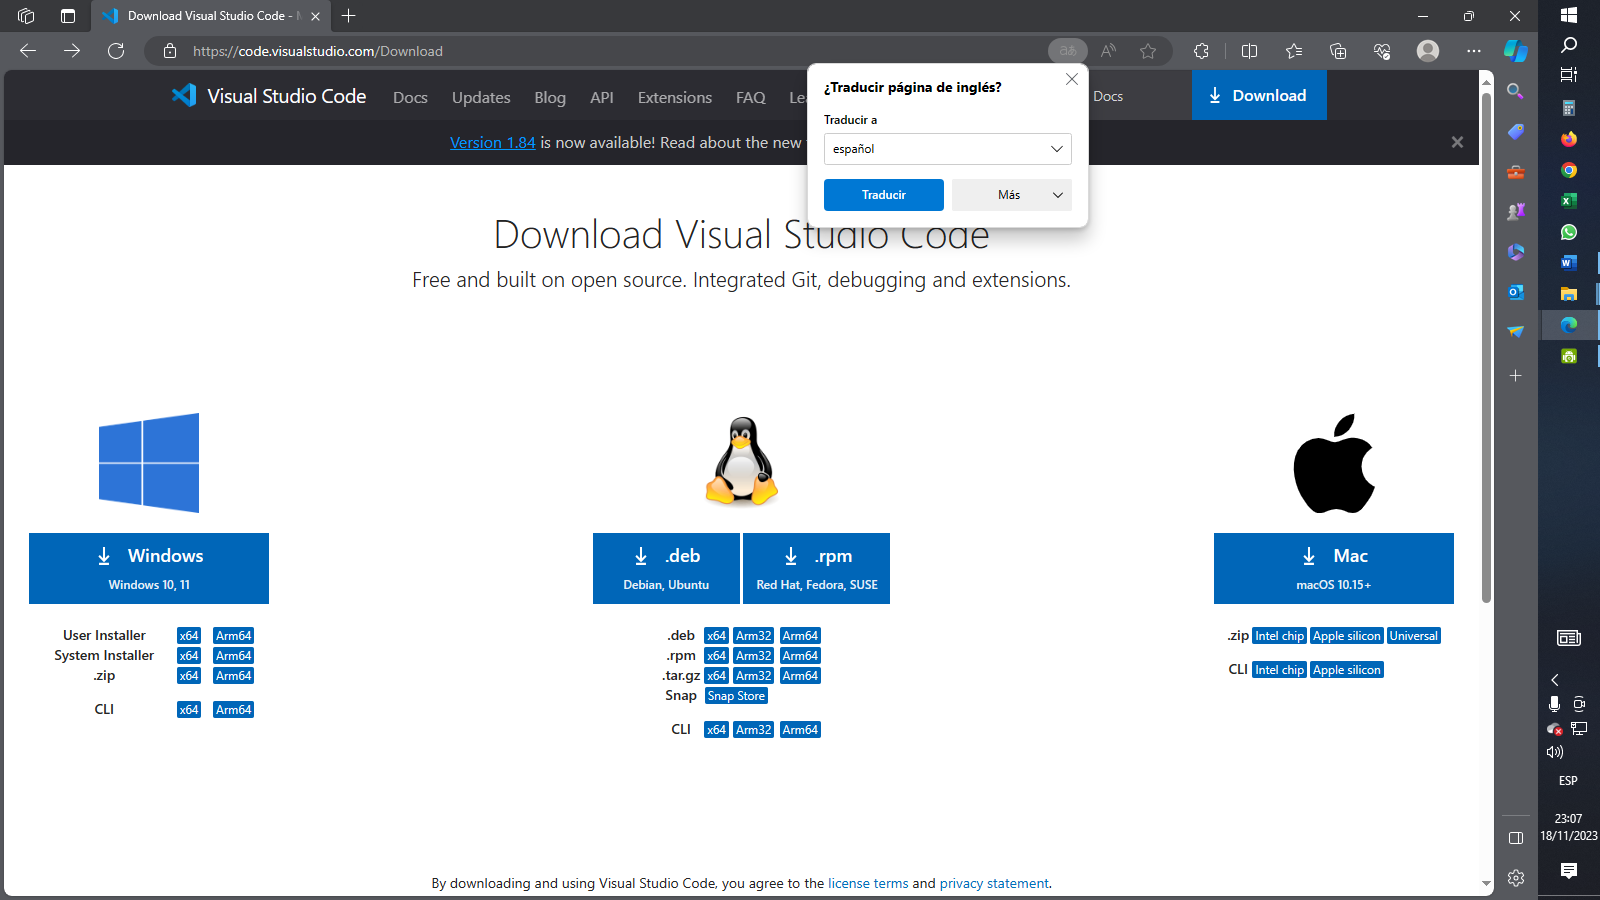 Download Visual Studio Code - M
https://code.visualstudio.com/Download
Visual Studio Code
Docs
Updates
Blog
API
Extensions
FAQ
Le
Docs
Download
Version 1.84 is now available! Read about the new
¿Traducir página de inglés?
Traducir a
español
Traducir
Más
Download Visual Studio Code
Free and built on open source. Integrated Git, debugging and extensions.
Windows
Windows 10, 11
User Installer x64 Arm64
System Installer x64 Arm64
.zip x64 Arm64
CLI x64 Arm64
.deb
Debian, Ubuntu
.rpm
Red Hat, Fedora, SUSE
.deb x64 Arm32 Arm64
.rpm x64 Arm32 Arm64
.tar.gz x64 Arm32 Arm64
Snap Snap Store
CLI x64 Arm32 Arm64
Mac
macOS 10.15+
.zip Intel chip Apple silicon Universal
CLI Intel chip Apple silicon
By downloading and using Visual Studio Code, you agree to the license terms and privacy statement.
ESP
23:07
18/11/2023